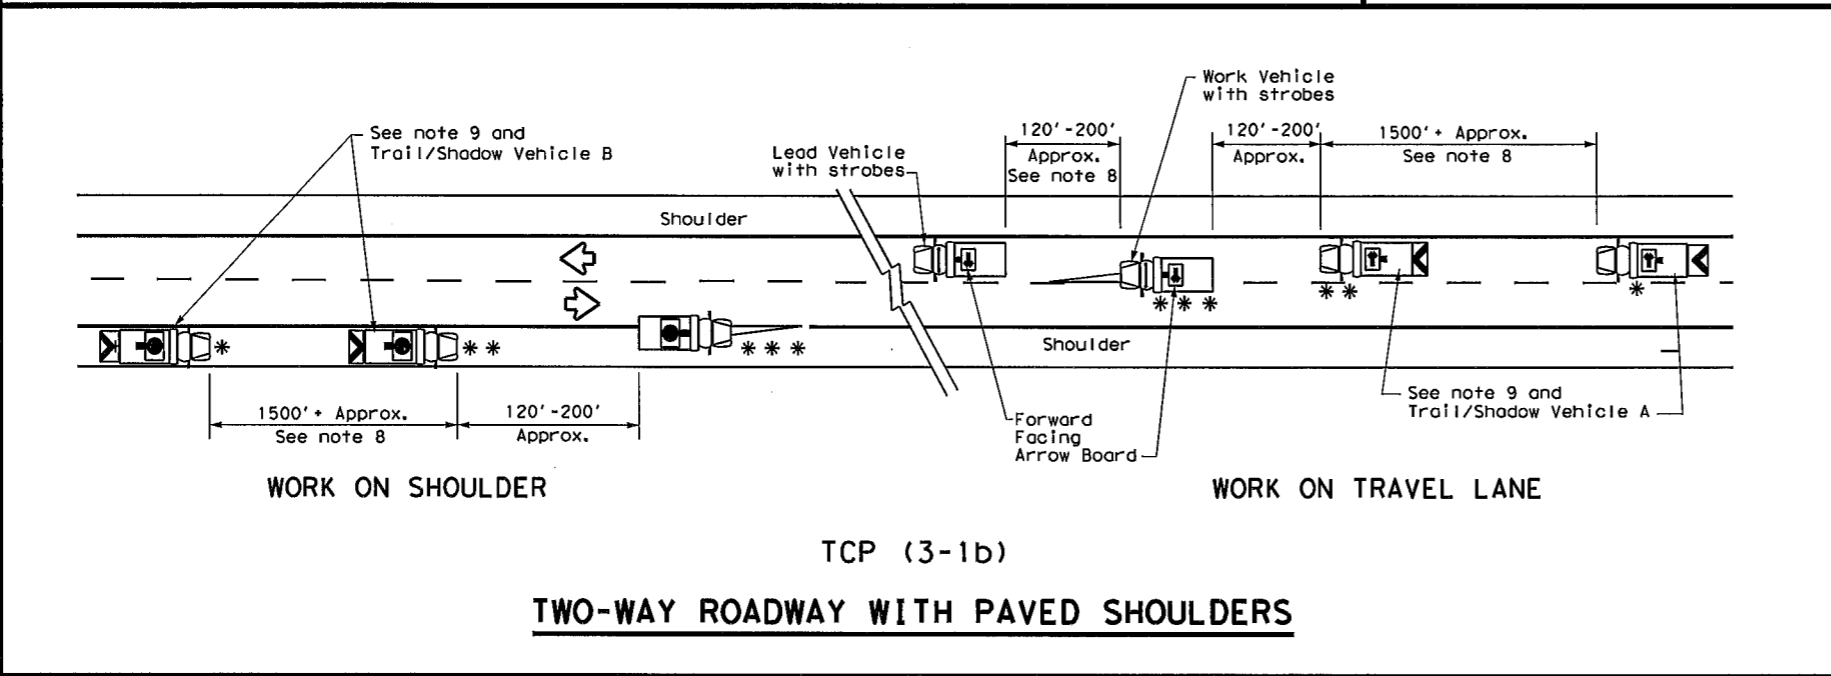 See note 9 and
Trail/Shadow Vehicle B
Lead Vehicle
with strobes
Work Vehicle
with strobes
120'-200'
Approx.
See note 8
120'-200'
Approx.
1500'+ Approx.
See note 8
Shoulder
* 
* *
* * *
* * *
* *
*
Shoulder
1500'+ Approx.
See note 8
120'-200'
Approx.
Forward
Facing
Arrow Board
See note 9 and
Trail/Shadow Vehicle A
WORK ON SHOULDER
WORK ON TRAVEL LANE
TCP (3-1b)
TWO-WAY ROADWAY WITH PAVED SHOULDERS